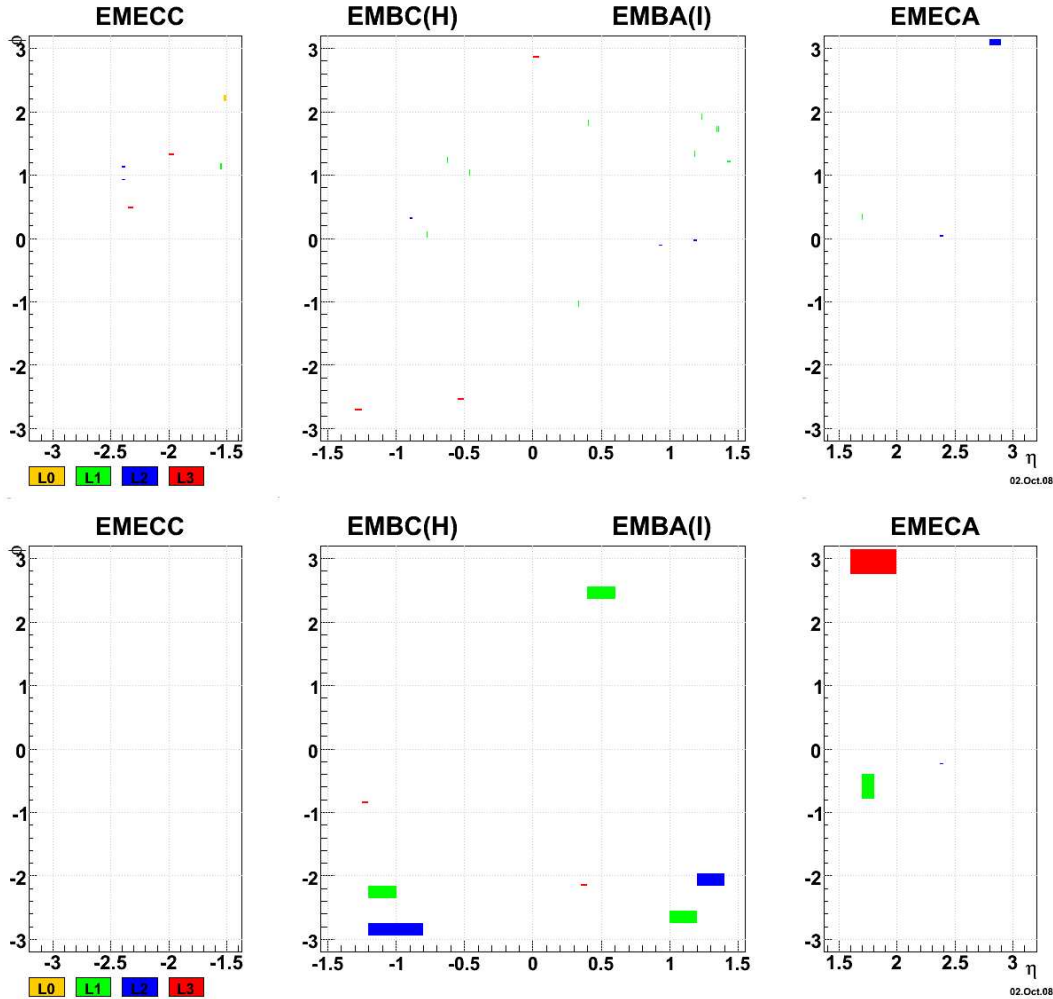 EMECC EMBC(H) EMBA(I) EMECA
φ
3 3 3
2 2 2
1 1 1
0 0 0
-1 -1 -1
-2 -2 -2
-3 -3 -3
-3 -2.5 -2 -1.5 -1.5 -1 -0.5 0 0.5 1 1.5 1.5 2 2.5 3
η
L0 L1 L2 L3
02.Oct.08
EMECC EMBC(H) EMBA(I) EMECA
φ
3 3 3
2 2 2
1 1 1
0 0 0
-1 -1 -1
-2 -2 -2
-3 -3 -3
-3 -2.5 -2 -1.5 -1.5 -1 -0.5 0 0.5 1 1.5 1.5 2 2.5 3
η
L0 L1 L2 L3
02.Oct.08